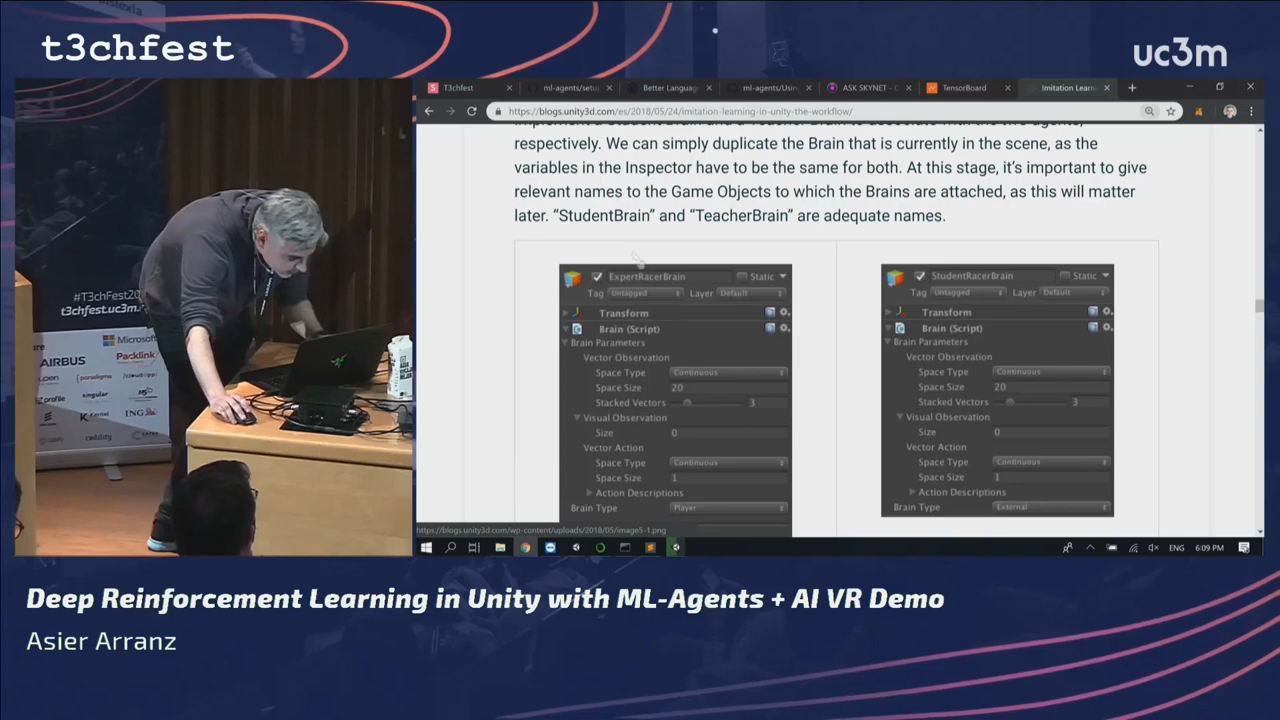 t3chfest
uc3m
slexia
#T3chFest20
t3chfest.uc3m.
are
Microsoft
AIRBUS
Packlink
open
paradigma
cloudappi
profile
singular
Kernel
ING
T3chfest
ml-agents/setu
Better Languag
ml-agents/Usin
ASK SKYNET - C
TensorBoard
Imitation Learn
https://blogs.unity3d.com/es/2018/05/24/imitation-learning-in-unity-the-workflow/
respectively. We can simply duplicate the Brain that is currently in the scene, as the
variables in the Inspector have to be the same for both. At this stage, it's important to give
relevant names to the Game Objects to which the Brains are attached, as this will matter
later. “StudentBrain” and “TeacherBrain” are adequate names.
ExpertRacerBrain Static
Tag Untagged Layer Default
Transform
Brain (Script)
Brain Parameters
Vector Observation
Space Type Continuous
Space Size 20
Stacked Vectors 3
Visual Observation
Size 0
Vector Action
Space Type Continuous
Space Size 1
Action Descriptions
Brain Type Player
StudentRacerBrain Static
Tag Untagged Layer Default
Transform
Brain (Script)
Brain Parameters
Vector Observation
Space Type Continuous
Space Size 20
Stacked Vectors 3
Visual Observation
Size 0
Vector Action
Space Type Continuous
Space Size 1
Action Descriptions
Brain Type External
https://blogs.unity3d.com/wp-content/uploads/2018/05/image5-1.png
ENG 6:09 PM
Deep Reinforcement Learning in Unity with ML-Agents + AI VR Demo
Asier Arranz